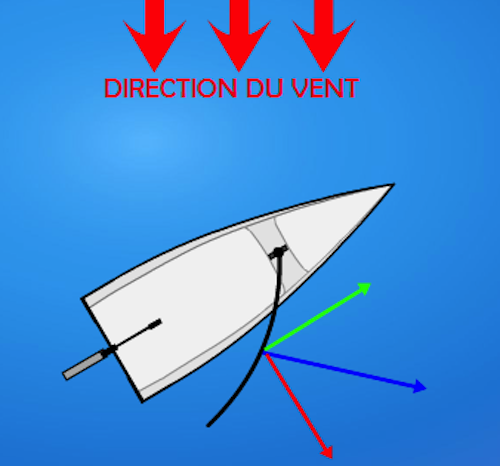 DIRECTION DU VENT